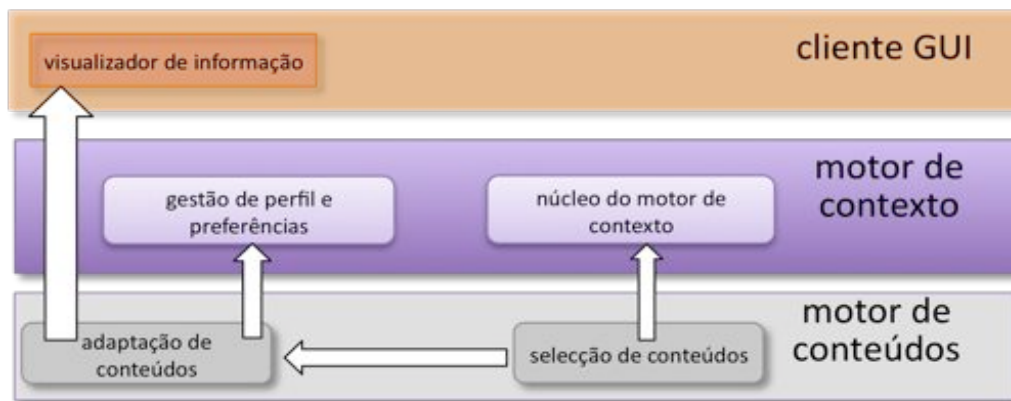 visualizador de informação
cliente GUI
motor de
contexto
gestão de perfil e
preferências
núcleo do motor de
contexto
motor de
conteúdos
adaptação de
conteúdos
selecção de conteúdos